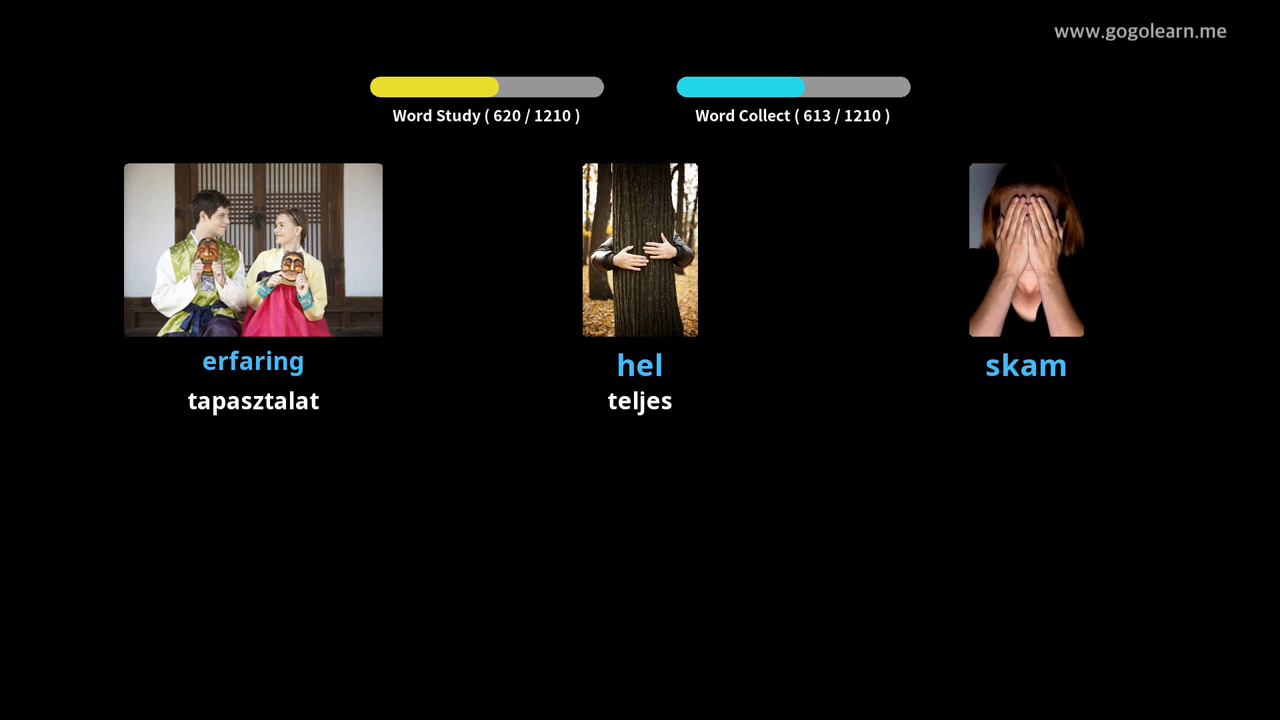 www.gogolearn.me
Word Study ( 620 / 1210 )
Word Collect ( 613 / 1210 )
erfaring
tapasztalat
hel
teljes
skam